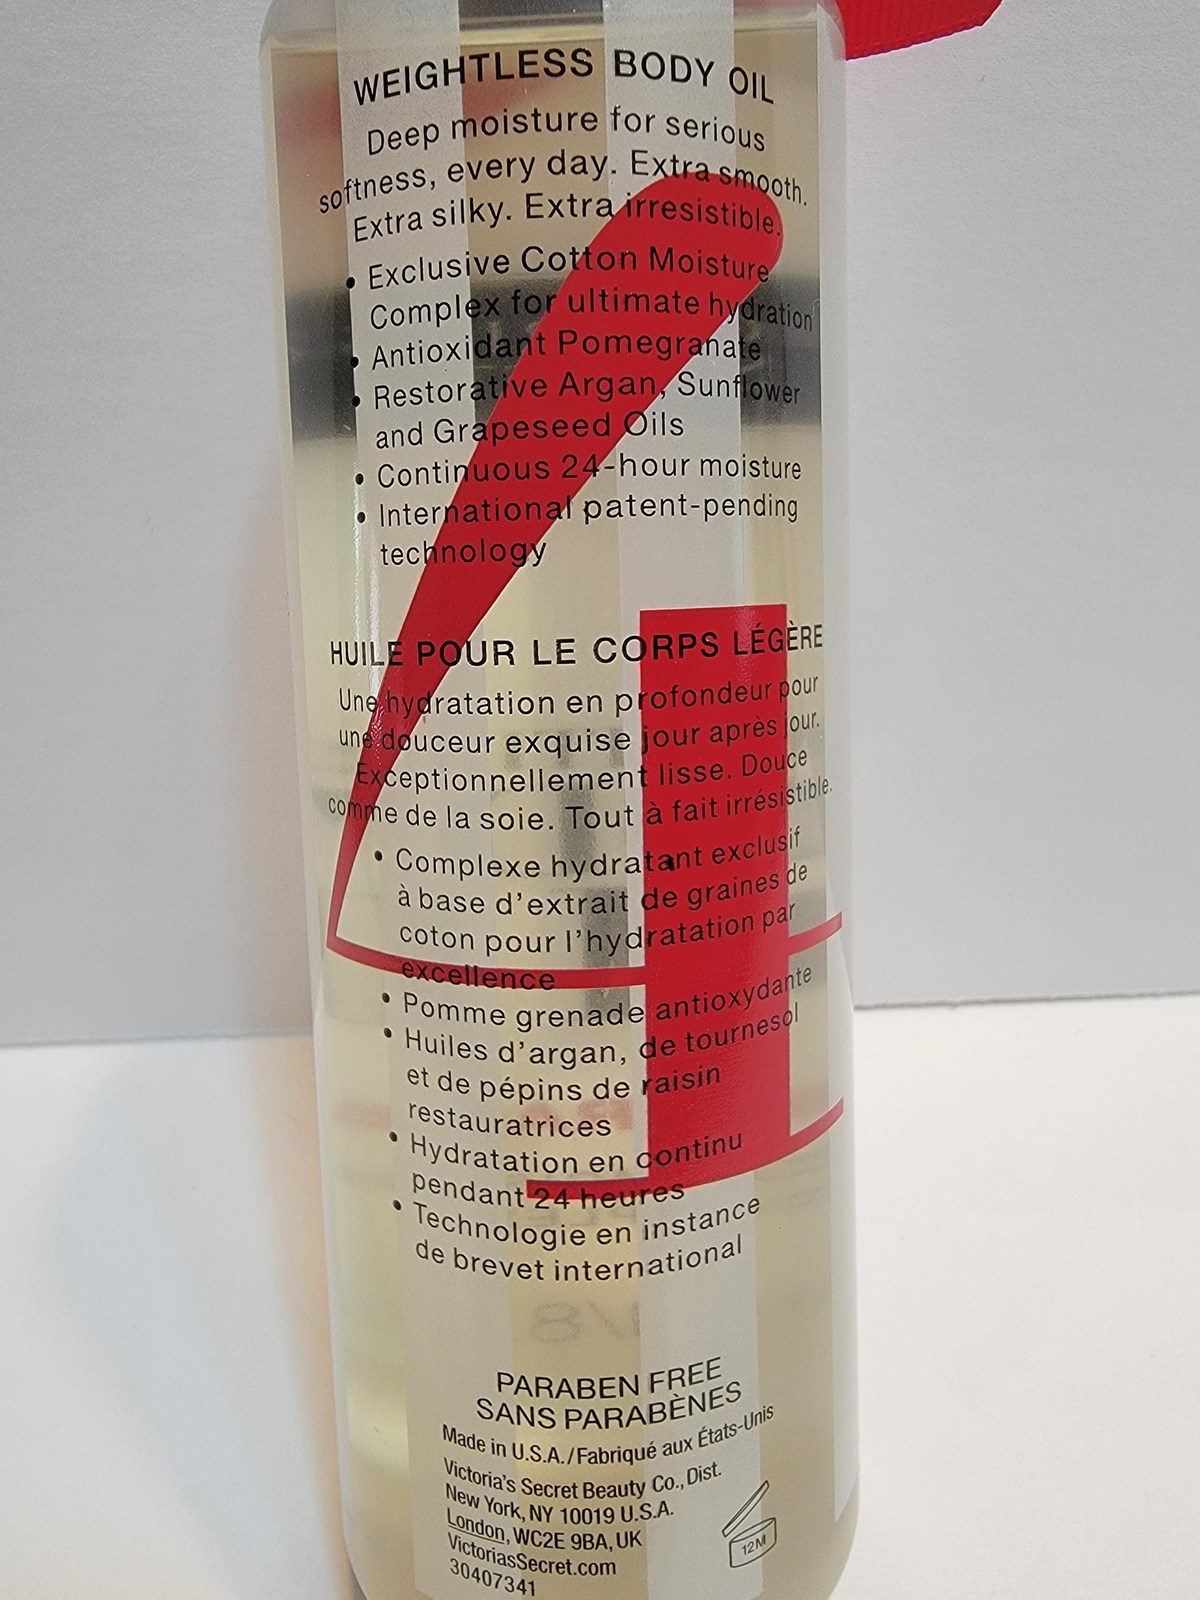 WEIGHTLESS BODY OIL
Deep moisture for serious
softness, every day. Extra smooth.
Extra silky. Extra irresistible.
• Exclusive Cotton Moisture
Complex for ultimate hydration
• Antioxidant Pomegranate
• Restorative Argan, Sunflower
and Grapeseed Oils
• Continuous 24-hour moisture
• International patent-pending
technology
HUILE POUR LE CORPS LÉGÈRE
Une hydratation en profondeur pour
une douceur exquise jour après jour.
Exceptionnellement lisse. Douce
comme de la soie. Tout à fait irrésistible.
• Complexe hydratant exclusif
à base d'extrait de graines de
coton pour l'hydratation par
excellence
• Pomme grenade antioxydante
• Huiles d'argan, de tournesol
et de pépins de raisin
restauratrices
• Hydratation en continu
pendant 24 heures
• Technologie en instance
de brevet international
PARABEN FREE
SANS PARABÈNES
Made in U.S.A./Fabriqué aux États-Unis
Victoria's Secret Beauty Co., Dist.
New York, NY 10019 U.S.A.
London, WC2E 9BA, UK
VictoriasSecret.com
30407341
12M